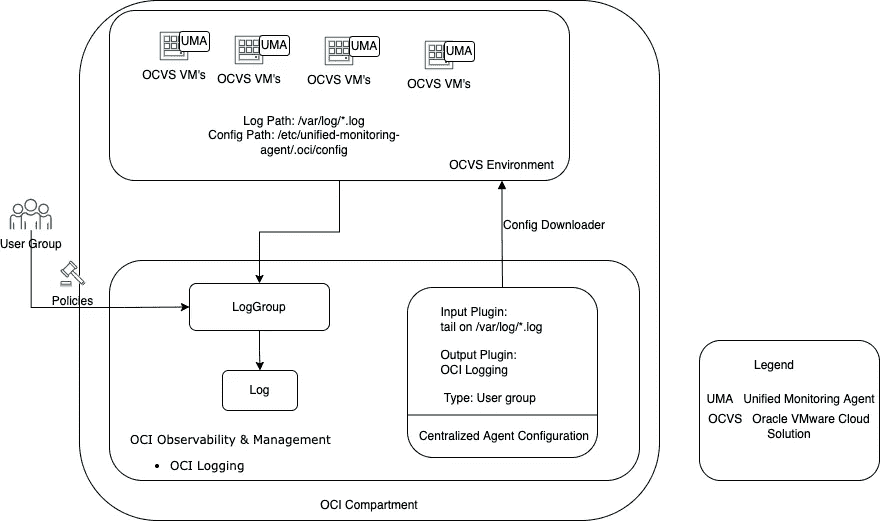 UMA
UMA
UMA
UMA
OCVS VM's
OCVS VM's
OCVS VM's
OCVS VM's
Log Path: /var/log/*.log
Config Path: /etc/unified-monitoring-
agent/.oci/config
OCVS Environment
Config Downloader
User Group
Policies
LogGroup
Log
Input Plugin:
tail on /var/log/*.log
Output Plugin:
OCI Logging
Type: User group
Centralized Agent Configuration
OCI Observability & Management
• OCI Logging
OCI Compartment
Legend
UMA Unified Monitoring Agent
OCVS Oracle VMware Cloud
Solution